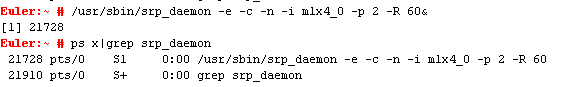 Euler:~ # /usr/sbin/srp_daemon -e -c -n -i mlx4_0 -p 2 -R 60&
[1] 21728
Euler:~ # ps x|grep srp_daemon
21728 pts/0 Sl 0:00 /usr/sbin/srp_daemon -e -c -n -i mlx4_0 -p 2 -R 60
21910 pts/0 S+ 0:00 grep srp_daemon